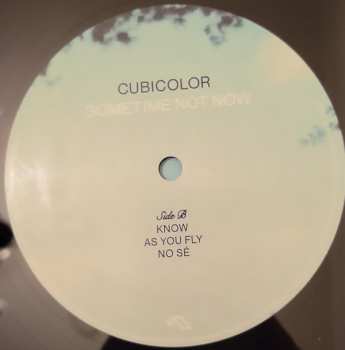 CUBICOLOR
SOMETIME NOT NOW
Side B
KNOW
AS YOU FLY
NO SÉ